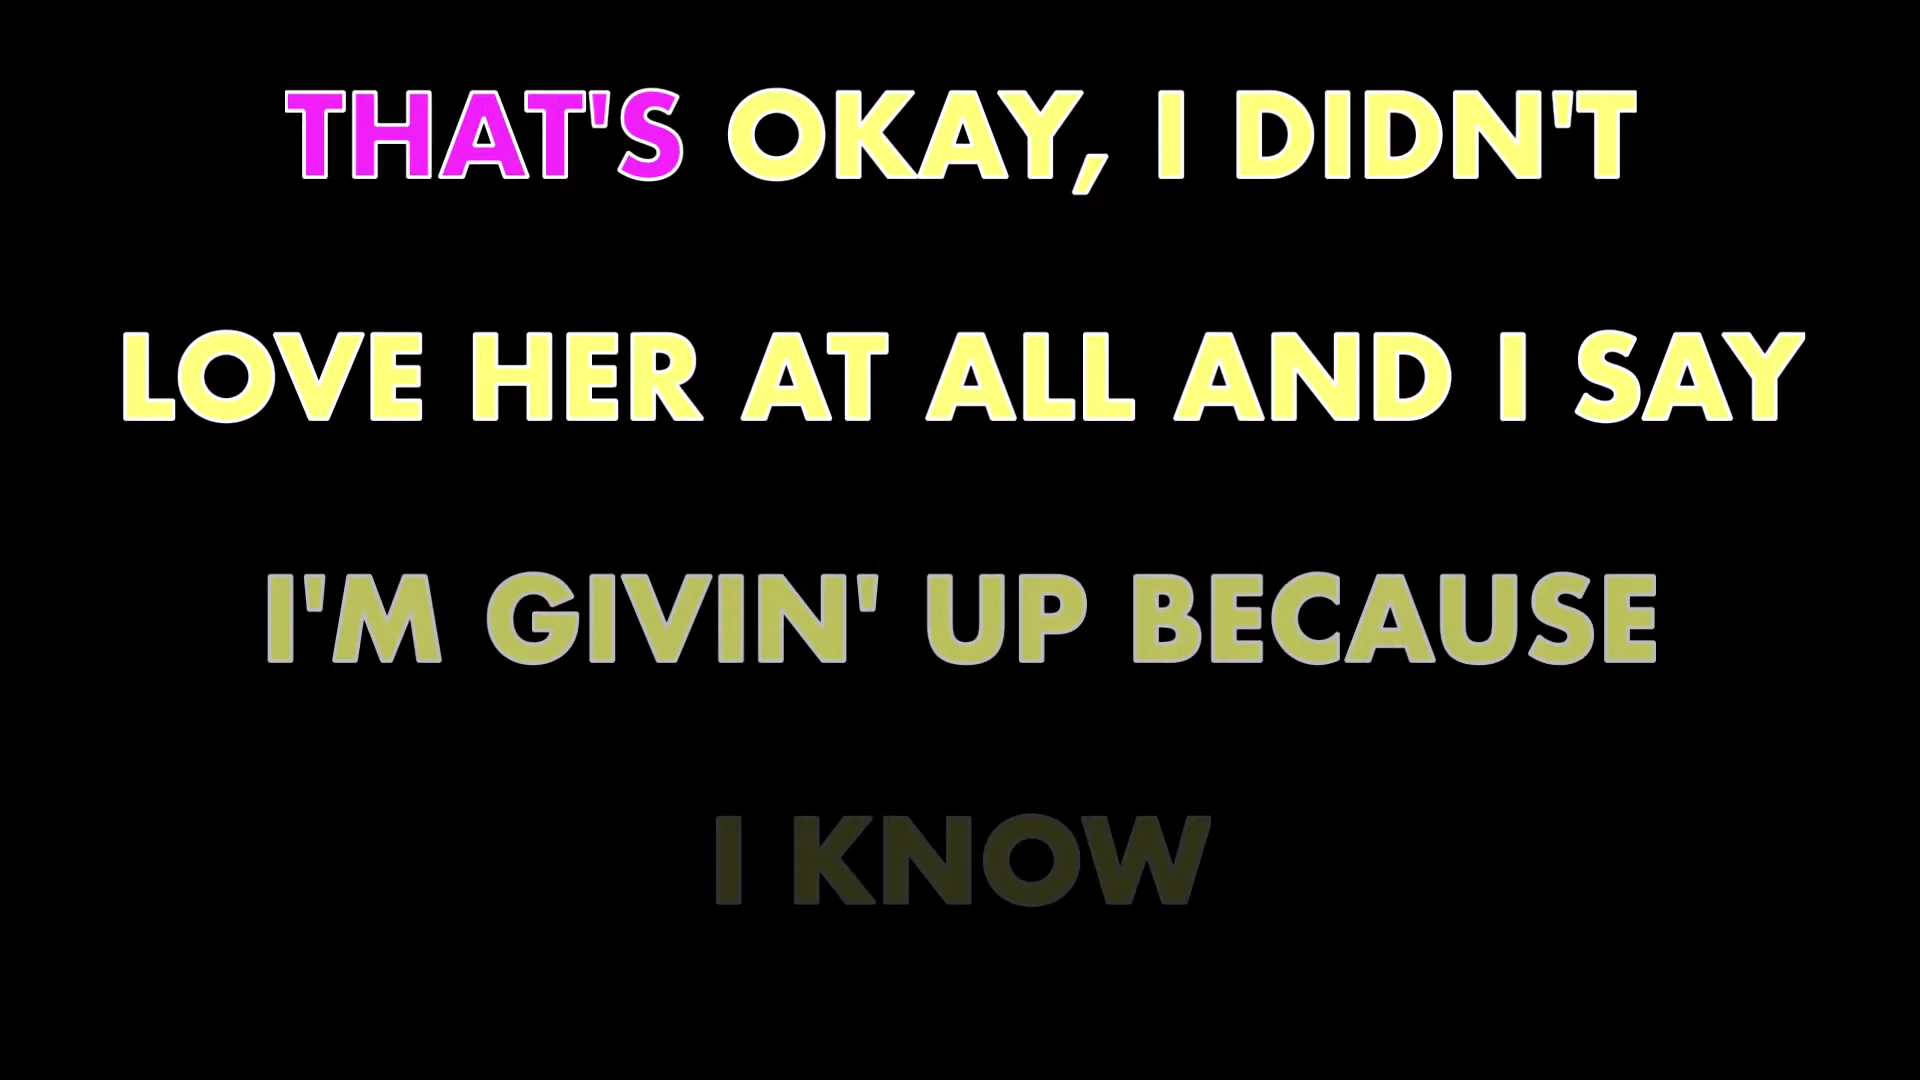 THAT'S OKAY, I DIDN'T
LOVE HER AT ALL AND I SAY
I'M GIVIN' UP BECAUSE
I KNOW